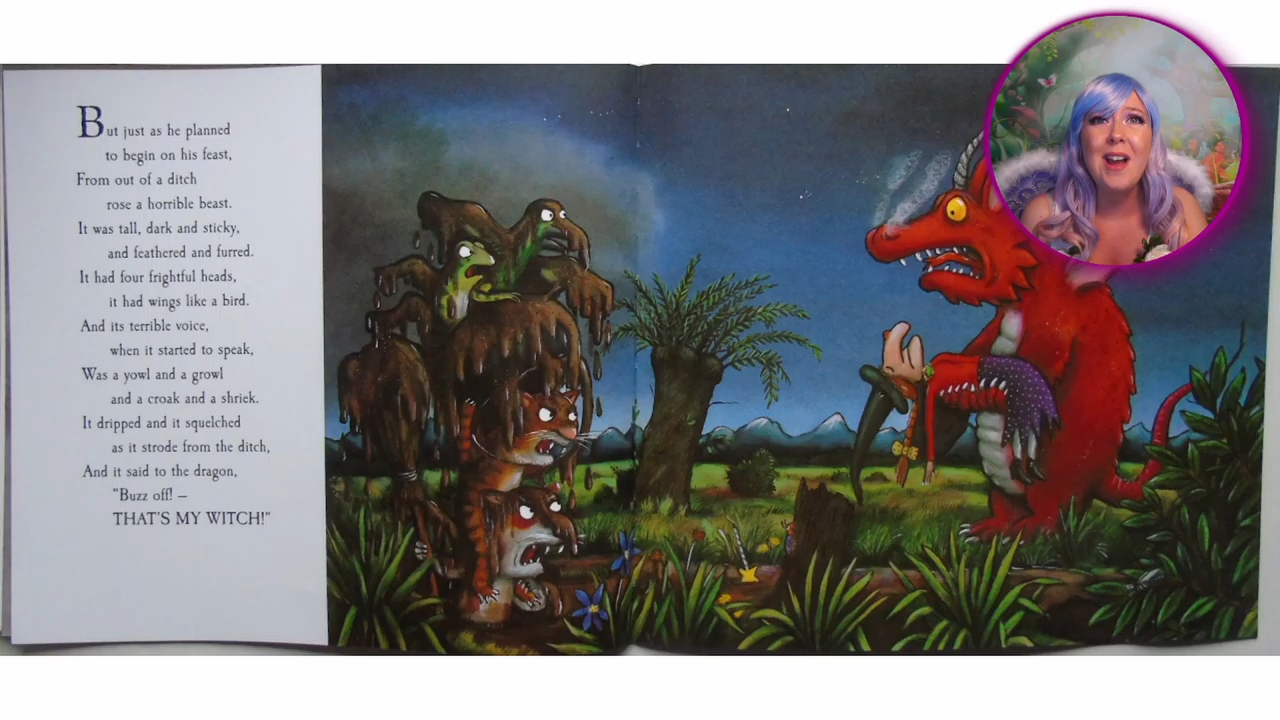 But just as he planned
to begin on his feast,
From out of a ditch
rose a horrible beast.
It was tall, dark and sticky,
and feathered and furred.
It had four frightful heads,
it had wings like a bird.
And its terrible voice,
when it started to speak,
Was a yowl and a growl
and a croak and a shriek.
It dripped and it squelched
as it strode from the ditch,
And it said to the dragon,
"Buzz off! –
THAT'S MY WITCH!"